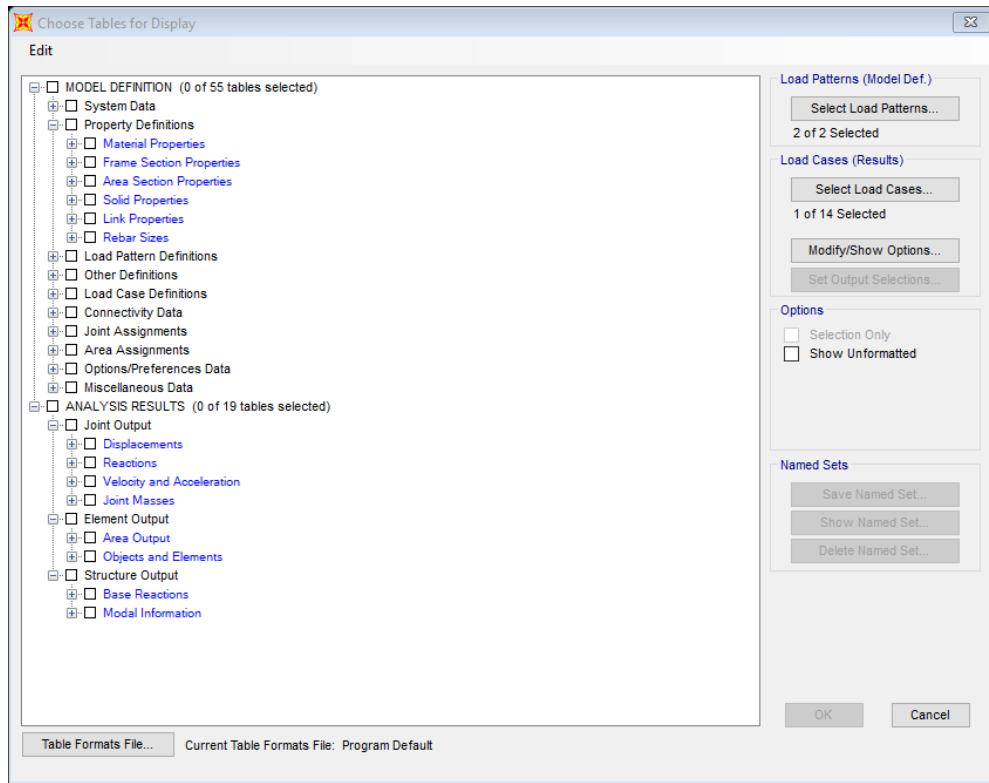 Choose Tables for Display
Edit
MODEL DEFINITION (0 of 55 tables selected)
System Data
Property Definitions
Material Properties
Frame Section Properties
Area Section Properties
Solid Properties
Link Properties
Rebar Sizes
Load Pattern Definitions
Other Definitions
Load Case Definitions
Connectivity Data
Joint Assignments
Area Assignments
Options/Preferences Data
Miscellaneous Data
ANALYSIS RESULTS (0 of 19 tables selected)
Joint Output
Displacements
Reactions
Velocity and Acceleration
Joint Masses
Element Output
Area Output
Objects and Elements
Structure Output
Base Reactions
Modal Information
Load Patterns (Model Def.)
Select Load Patterns...
2 of 2 Selected
Load Cases (Results)
Select Load Cases...
1 of 14 Selected
Modify/Show Options...
Set Output Selections...
Options
Selection Only
Show Unformatted
Named Sets
Save Named Set...
Show Named Set...
Delete Named Set...
OK
Cancel
Table Formats File...
Current Table Formats File: Program Default